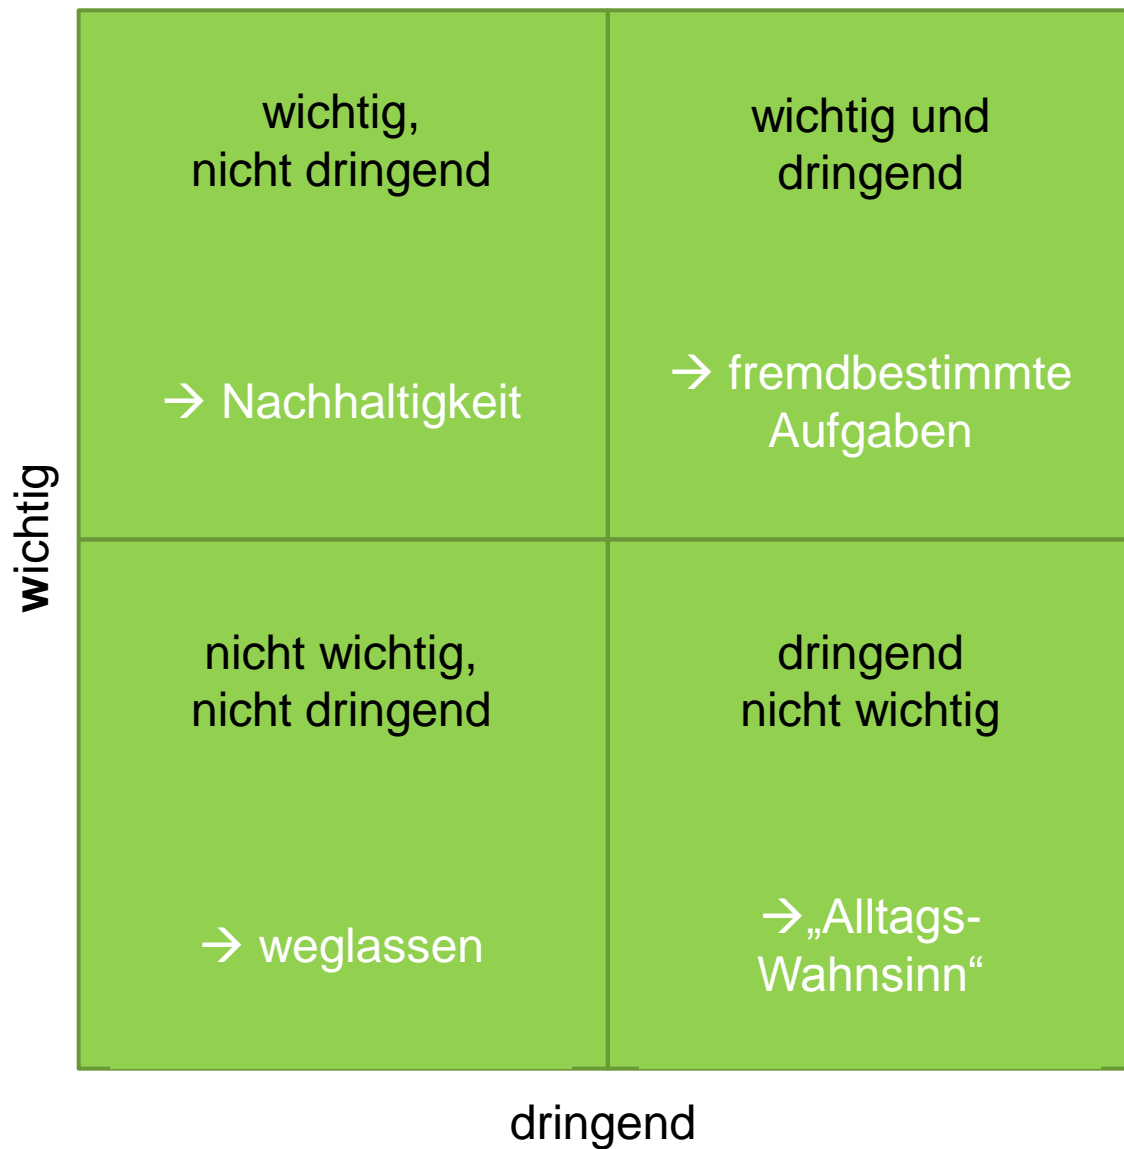 wichtig,
nicht dringend
→ Nachhaltigkeit
wichtig und
dringend
→ fremdbestimmte
Aufgaben
wichtig
nicht wichtig,
nicht dringend
→ weglassen
dringend
nicht wichtig
→„Alltags-
Wahnsinn“
dringend